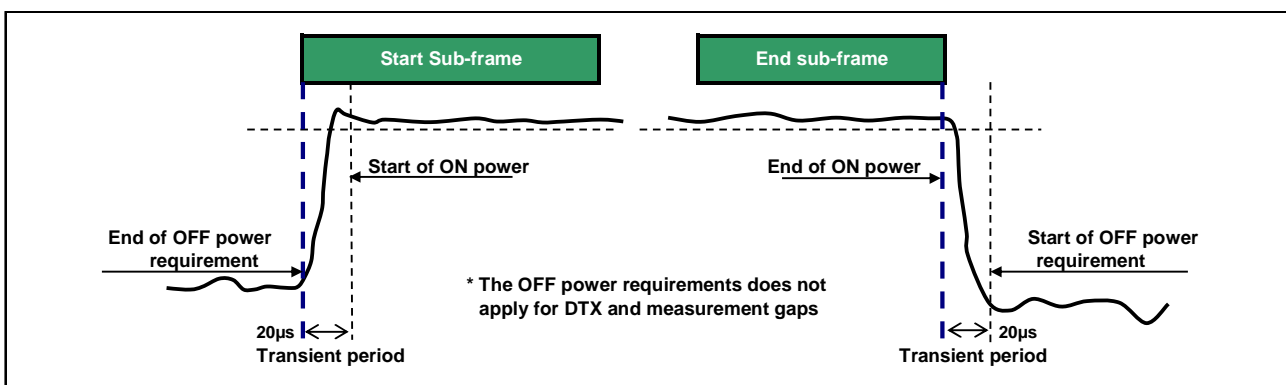 Start Sub-frame
End sub-frame
Start of ON power
End of ON power
End of OFF power
requirement
Start of OFF power
requirement
* The OFF power requirements does not
apply for DTX and measurement gaps
20µs
20µs
Transient period
Transient period